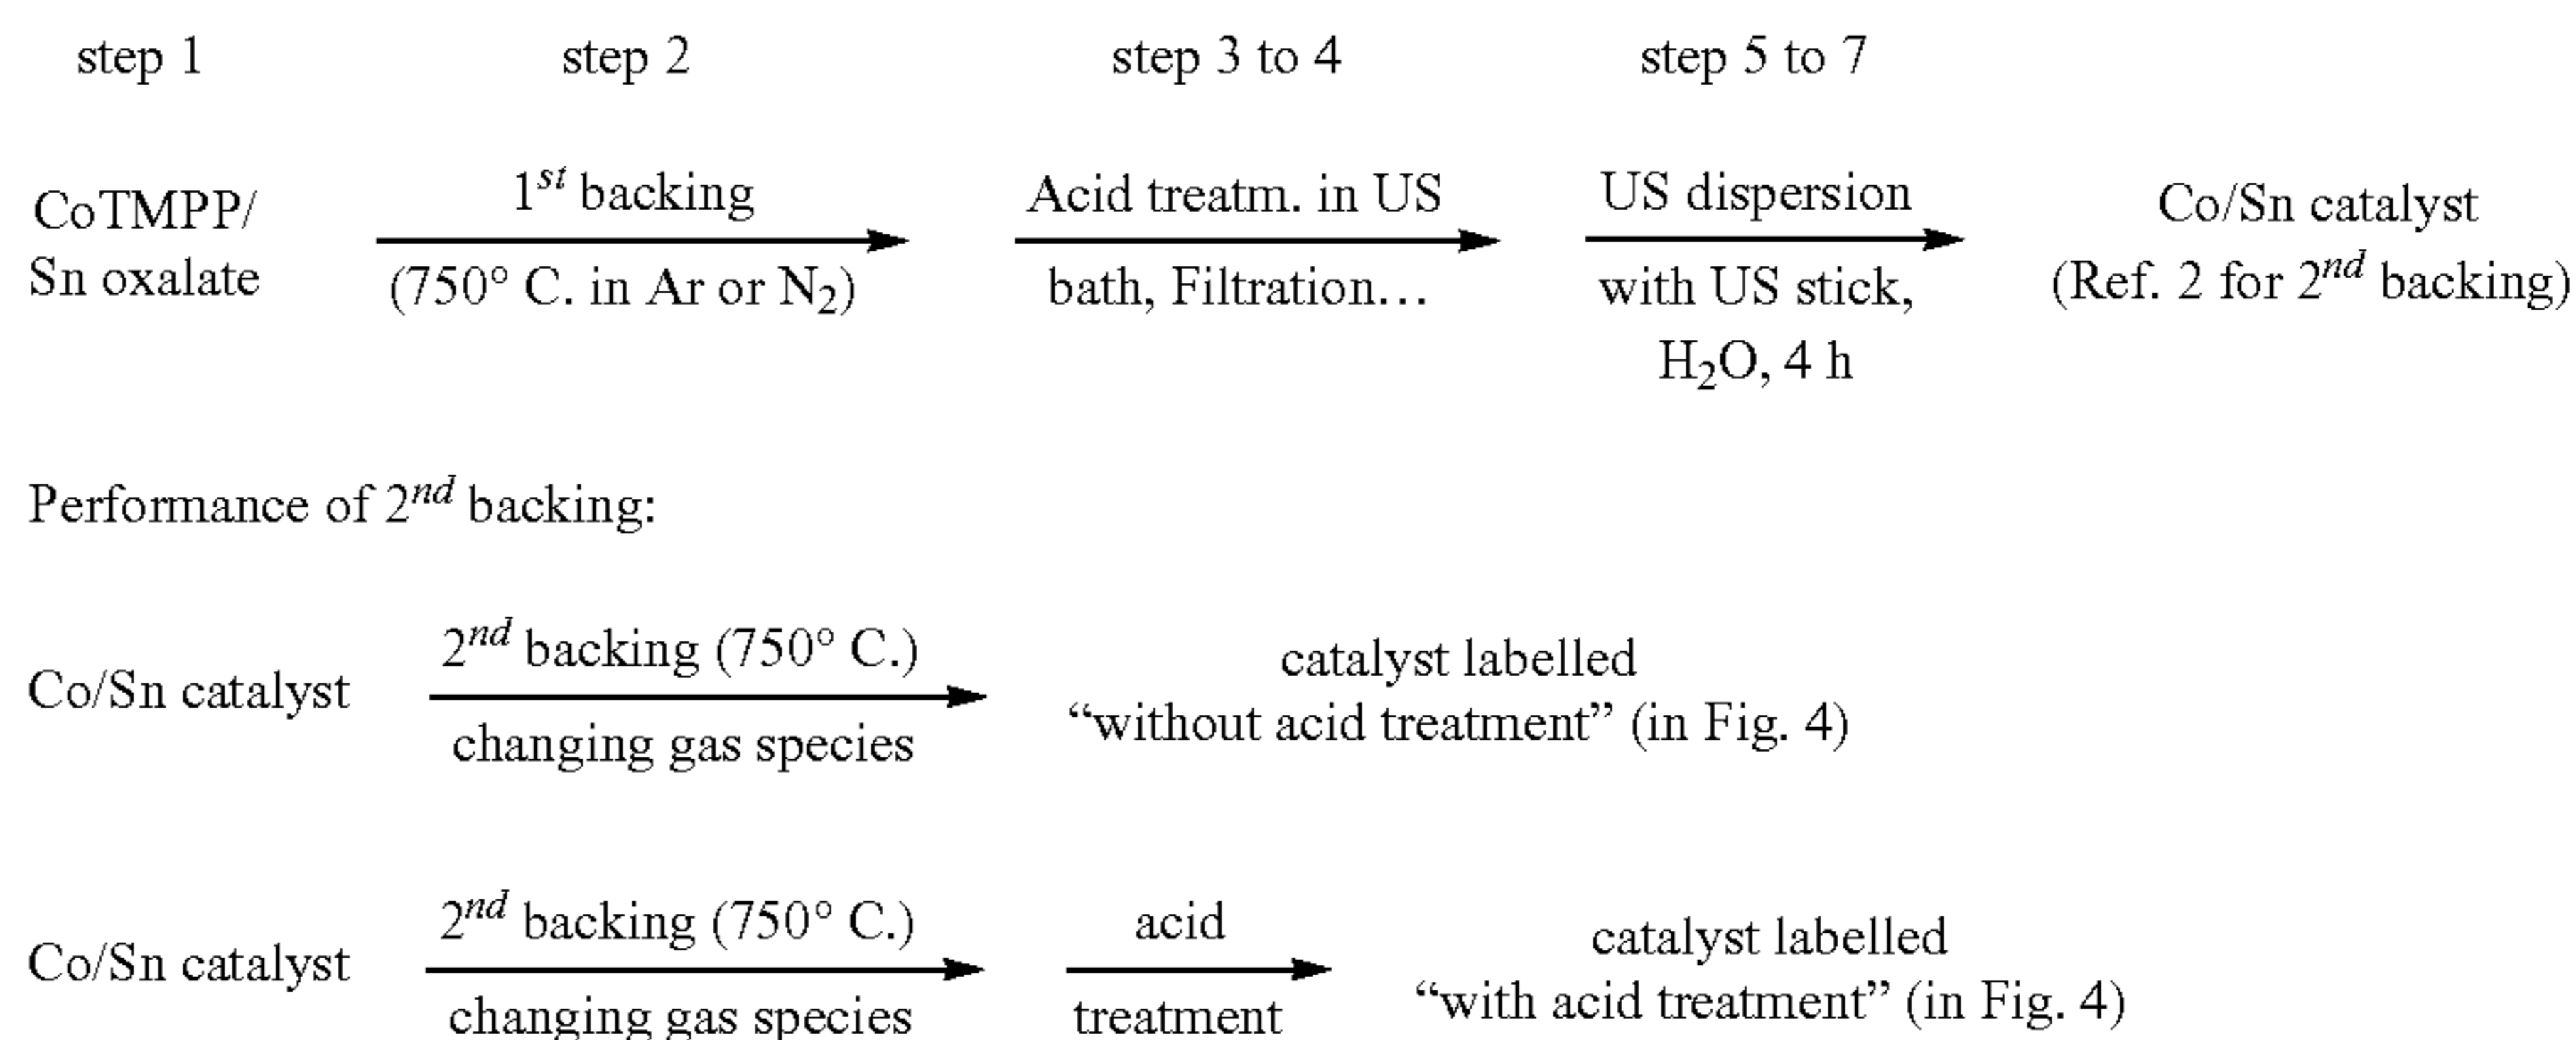 step 1 step 2 step 3 to 4 step 5 to 7
CoTMPP/
Sn oxalate
1st backing
(750° C. in Ar or N2)
Acid treatm. in US
bath, Filtration…
US dispersion
with US stick,
H2O, 4 h
Co/Sn catalyst
(Ref. 2 for 2nd backing)
Performance of 2nd backing:
Co/Sn catalyst
2nd backing (750° C.)
changing gas species
catalyst labelled
“without acid treatment” (in Fig. 4)
Co/Sn catalyst
2nd backing (750° C.)
changing gas species
acid
treatment
catalyst labelled
“with acid treatment” (in Fig. 4)